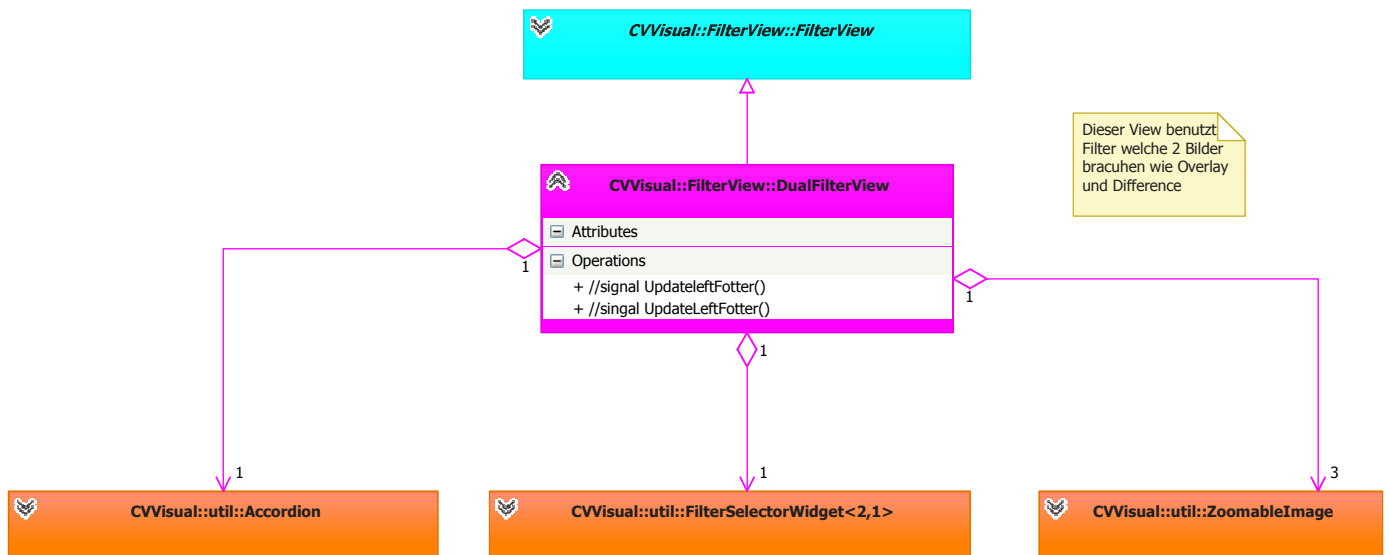 CVVisual::FilterView::FilterView
Dieser View benutzt
Filter welche 2 Bilder
bracuhen wie Overlay
und Difference
CVVisual::FilterView::DualFilterView
Attributes
Operations
+ //signal UpdateleftFotter()
+ //singal UpdateLeftFotter()
1
1
1
1
1
3
CVVisual::util::Accordion
CVVisual::util::FilterSelectorWidget<2,1>
CVVisual::util::ZoomableImage